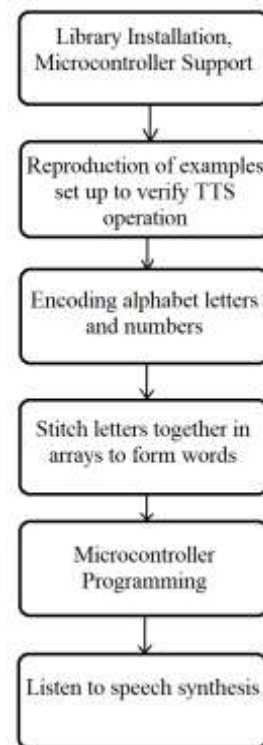 Library Installation,
Microcontroller Support
Reproduction of examples
set up to verify TTS
operation
Encoding alphabet letters
and numbers
Stitch letters together in
arrays to form words
Microcontroller
Programming
Listen to speech synthesis